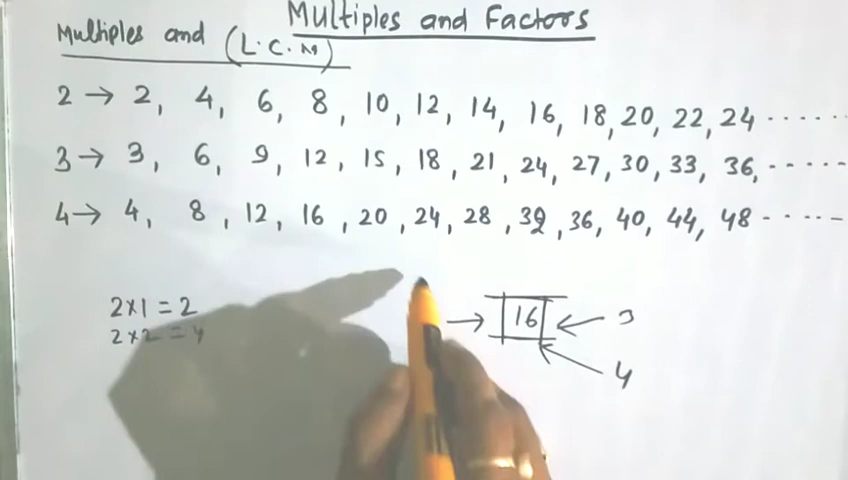 Multiples and Factors
Multiples and (L.C.M)
2 → 2, 4, 6, 8, 10, 12, 14, 16, 18, 20, 22, 24 ......
3 → 3, 6, 9, 12, 15, 18, 21, 24, 27, 30, 33, 36, .....
4 → 4, 8, 12, 16, 20, 24, 28, 32, 36, 40, 44, 48 .....
2×1 = 2
2×2 = 4
→ 16 ← 3
4